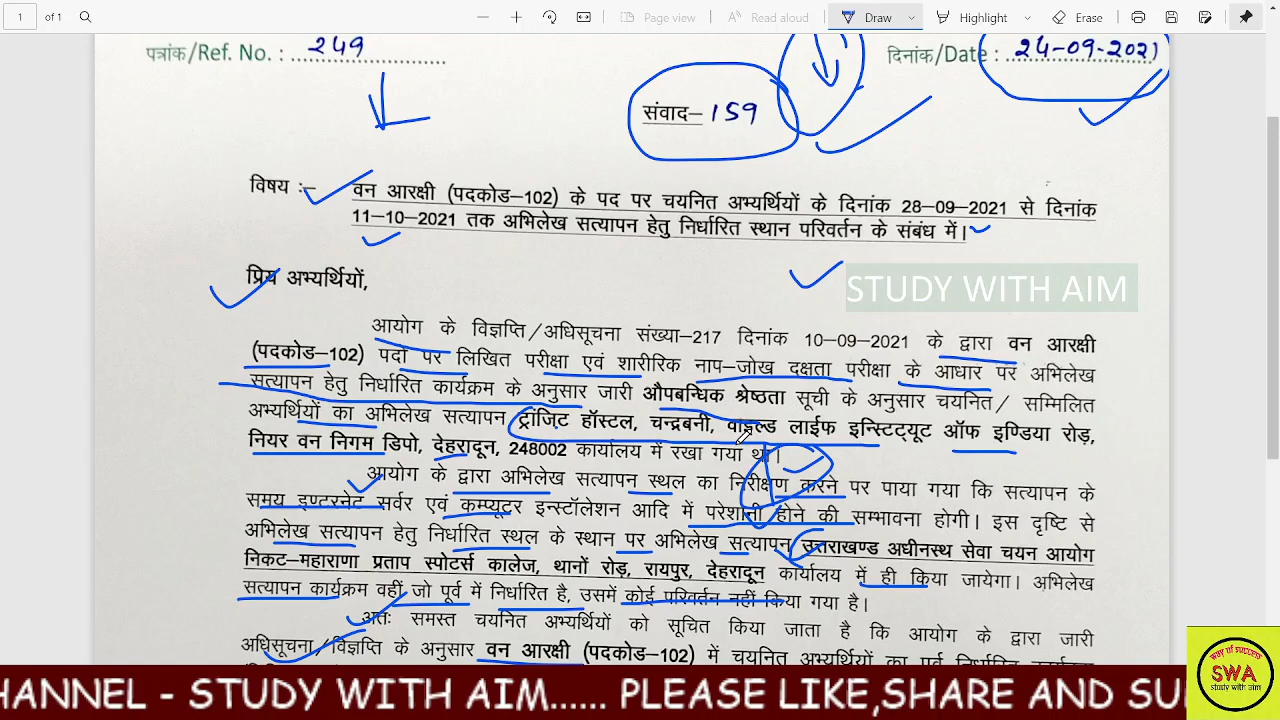 1 of 1 Page view Read aloud Draw Highlight Erase
पत्रांक/Ref. No. : 249 दिनांक/Date : 24-09-2021
संवाद- 159
विषय :- वन आरक्षी (पदकोड-102) के पद पर चयनित अभ्यर्थियों के दिनांक 28-09-2021 से दिनांक
11-10-2021 तक अभिलेख सत्यापन हेतु निर्धारित स्थान परिवर्तन के संबंध में।
प्रिय अभ्यर्थियों,
STUDY WITH AIM
आयोग के विज्ञप्ति/अधिसूचना संख्या-217 दिनांक 10-09-2021 के द्वारा वन आरक्षी
(पदकोड-102) पदों पर लिखित परीक्षा एवं शारीरिक नाप-जोख दक्षता परीक्षा के आधार पर अभिलेख
सत्यापन हेतु निर्धारित कार्यक्रम के अनुसार जारी औपबन्धिक श्रेष्ठता सूची के अनुसार चयनित/ सम्मिलित
अभ्यर्थियों का अभिलेख सत्यापन ट्रांजिट हॉस्टल, चन्द्रबनी, वाइल्ड लाईफ इन्स्टिट्यूट ऑफ इण्डिया रोड़,
नियर वन निगम डिपो, देहरादून, 248002 कार्यालय में रखा गया था।
आयोग के द्वारा अभिलेख सत्यापन स्थल का निरीक्षण करने पर पाया गया कि सत्यापन के
समय इण्टरनेट सर्वर एवं कम्प्यूटर इन्स्टॉलेशन आदि में परेशानी होने की सम्भावना होगी। इस दृष्टि से
अभिलेख सत्यापन हेतु निर्धारित स्थल के स्थान पर अभिलेख सत्यापन उत्तराखण्ड अधीनस्थ सेवा चयन आयोग
निकट-महाराणा प्रताप स्पोटर्स कालेज, थानों रोड़, रायपुर, देहरादून कार्यालय में ही किया जायेगा। अभिलेख
सत्यापन कार्यक्रम वहीं जो पूर्व में निर्धारित है, उसमें कोई परिवर्तन नहीं किया गया है।
अतः समस्त चयनित अभ्यर्थियों को सूचित किया जाता है कि आयोग के द्वारा जारी
अधिसूचना/विज्ञप्ति के अनुसार वन आरक्षी (पदकोड-102) में चयनित अभ्यर्थियों का पूर्व निर्धारित
HANNEL - STUDY WITH AIM...... PLEASE LIKE,SHARE AND SU
way of success
SWA
study with aim